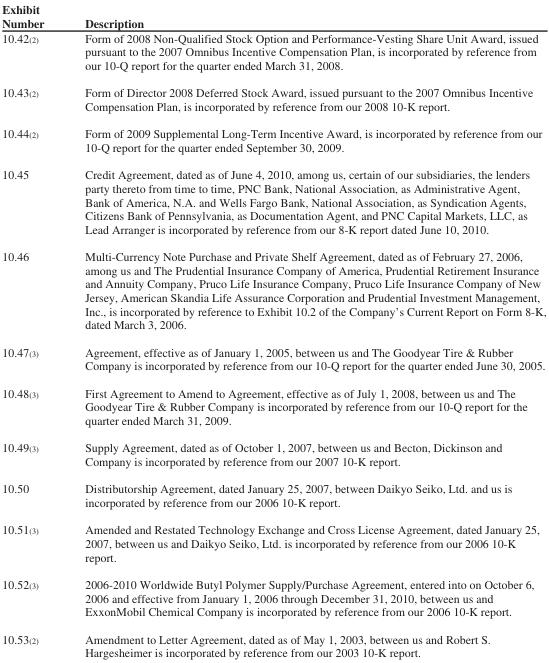 Exhibit
Number Description
10.42(2) Form of 2008 Non-Qualified Stock Option and Performance-Vesting Share Unit Award, issued
pursuant to the 2007 Omnibus Incentive Compensation Plan, is incorporated by reference from
our 10-Q report for the quarter ended March 31, 2008.
10.43(2) Form of Director 2008 Deferred Stock Award, issued pursuant to the 2007 Omnibus Incentive
Compensation Plan, is incorporated by reference from our 2008 10-K report.
10.44(2) Form of 2009 Supplemental Long-Term Incentive Award, is incorporated by reference from our
10-Q report for the quarter ended September 30, 2009.
10.45 Credit Agreement, dated as of June 4, 2010, among us, certain of our subsidiaries, the lenders
party thereto from time to time, PNC Bank, National Association, as Administrative Agent,
Bank of America, N.A. and Wells Fargo Bank, National Association, as Syndication Agents,
Citizens Bank of Pennsylvania, as Documentation Agent, and PNC Capital Markets, LLC, as
Lead Arranger is incorporated by reference from our 8-K report dated June 10, 2010.
10.46 Multi-Currency Note Purchase and Private Shelf Agreement, dated as of February 27, 2006,
among us and The Prudential Insurance Company of America, Prudential Retirement Insurance
and Annuity Company, Pruco Life Insurance Company, Pruco Life Insurance Company of New
Jersey, American Skandia Life Assurance Corporation and Prudential Investment Management,
Inc., is incorporated by reference to Exhibit 10.2 of the Company's Current Report on Form 8-K,
dated March 3, 2006.
10.47(3) Agreement, effective as of January 1, 2005, between us and The Goodyear Tire & Rubber
Company is incorporated by reference from our 10-Q report for the quarter ended June 30, 2005.
10.48(3) First Agreement to Amend to Agreement, effective as of July 1, 2008, between us and The
Goodyear Tire & Rubber Company is incorporated by reference from our 10-Q report for the
quarter ended March 31, 2009.
10.49(3) Supply Agreement, dated as of October 1, 2007, between us and Becton, Dickinson and
Company is incorporated by reference from our 2007 10-K report.
10.50 Distributorship Agreement, dated January 25, 2007, between Daikyo Seiko, Ltd. and us is
incorporated by reference from our 2006 10-K report.
10.51(3) Amended and Restated Technology Exchange and Cross License Agreement, dated January 25,
2007, between us and Daikyo Seiko, Ltd. is incorporated by reference from our 2006 10-K
report.
10.52(3) 2006-2010 Worldwide Butyl Polymer Supply/Purchase Agreement, entered into on October 6,
2006 and effective from January 1, 2006 through December 31, 2010, between us and
ExxonMobil Chemical Company is incorporated by reference from our 2006 10-K report.
10.53(2) Amendment to Letter Agreement, dated as of May 1, 2003, between us and Robert S.
Hargesheimer is incorporated by reference from our 2003 10-K report.